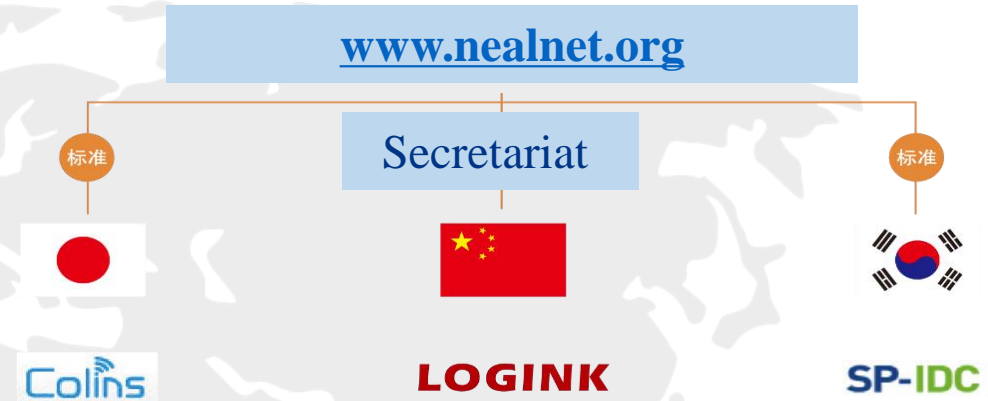 www.nealnet.org
标准
Secretariat
标准
Colins
LOGINK
SP-IDC